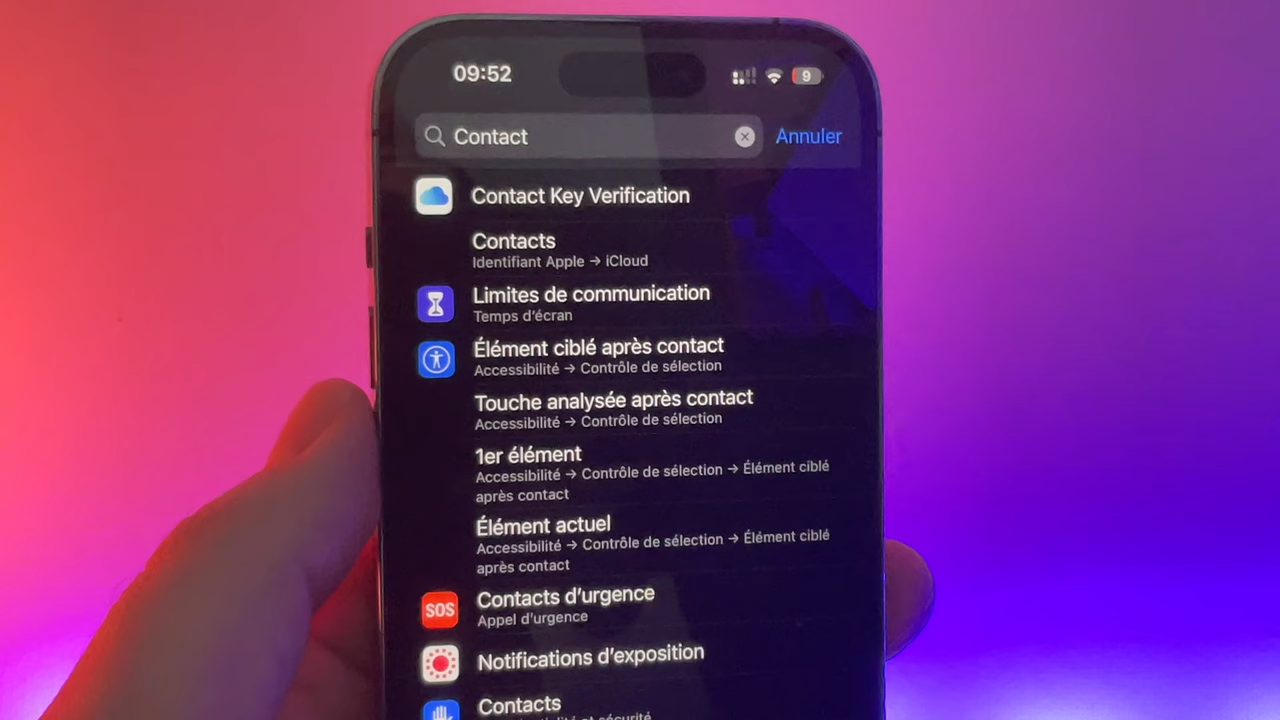 09:52
9
Contact
Annuler
Contact Key Verification
Contacts
Identifiant Apple → iCloud
Limites de communication
Temps d'écran
Élément ciblé après contact
Accessibilité → Contrôle de sélection
Touche analysée après contact
Accessibilité → Contrôle de sélection
1er élément
Accessibilité → Contrôle de sélection → Élément ciblé
après contact
Élément actuel
Accessibilité → Contrôle de sélection → Élément ciblé
après contact
SOS
Contacts d'urgence
Appel d'urgence
Notifications d'exposition
Contacts
et sécurité